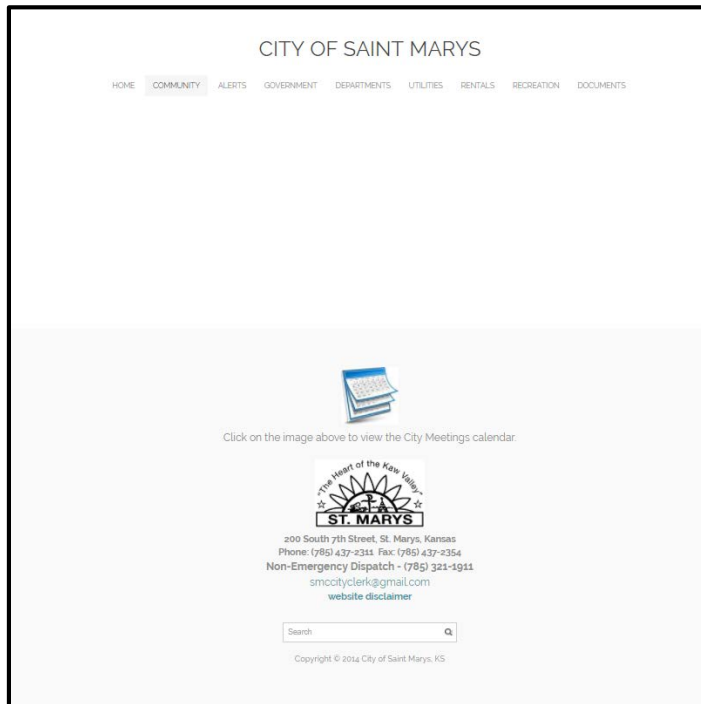 CITY OF SAINT MARYS
HOME COMMUNITY ALERTS GOVERNMENT DEPARTMENTS UTILITIES RENTALS RECREATION DOCUMENTS
Click on the image above to view the City Meetings calendar.
"The Heart of the Kaw Valley"
ST. MARYS
200 South 7th Street, St. Marys, Kansas
Phone: (785) 437-2311 Fax: (785) 437-2354
Non-Emergency Dispatch - (785) 321-1911
smccityclerk@gmail.com
website disclaimer
Search
Copyright © 2014 City of Saint Marys, KS